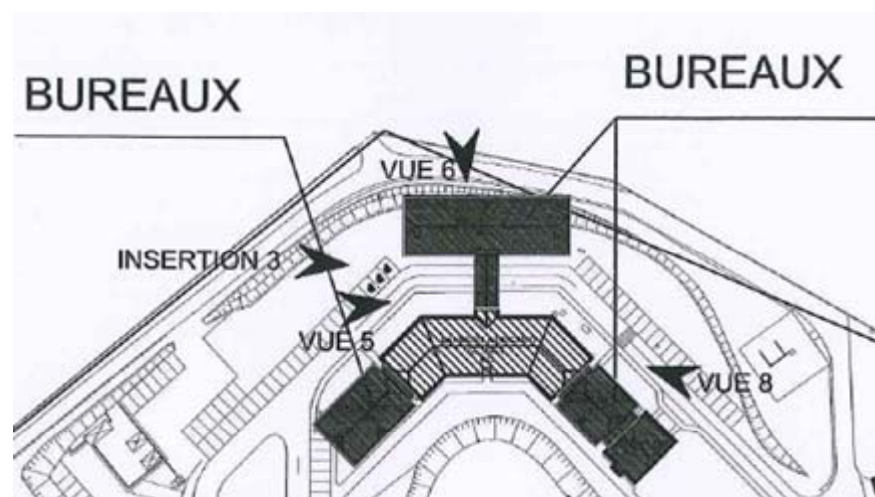 BUREAUX
BUREAUX
VUE 6
INSERTION 3
VUE 5
VUE 8